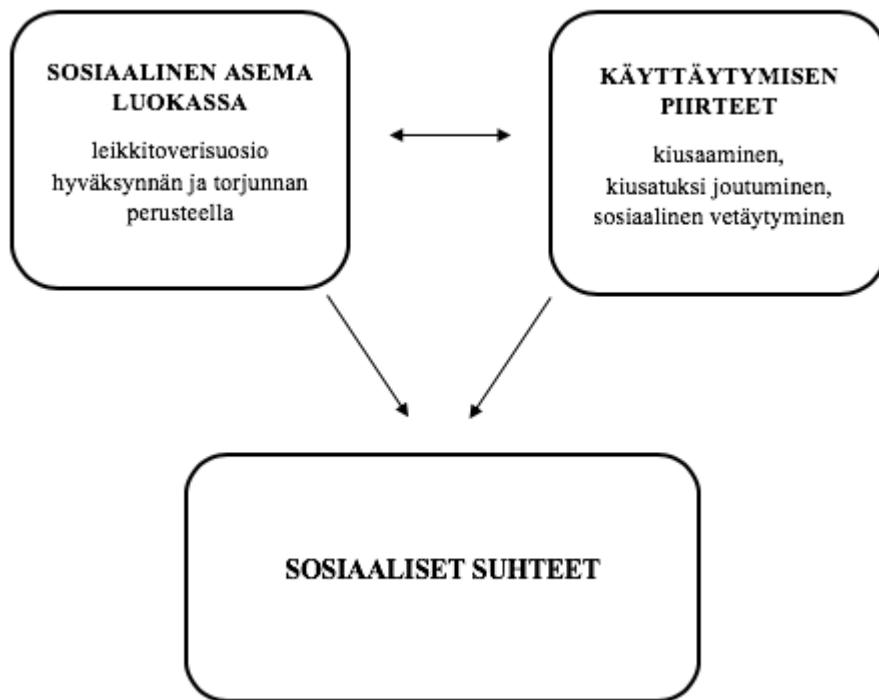 SOSIAALINEN ASEMA
LUOKASSA
leikkitoverisuosio
hyväksynnän ja torjunnan
perusteella
KÄYTTÄYTYMISEN
PIIRTEET
kiusaaminen,
kiusatuksi joutuminen,
sosiaalinen vetäytyminen
SOSIAALISET SUHTEET